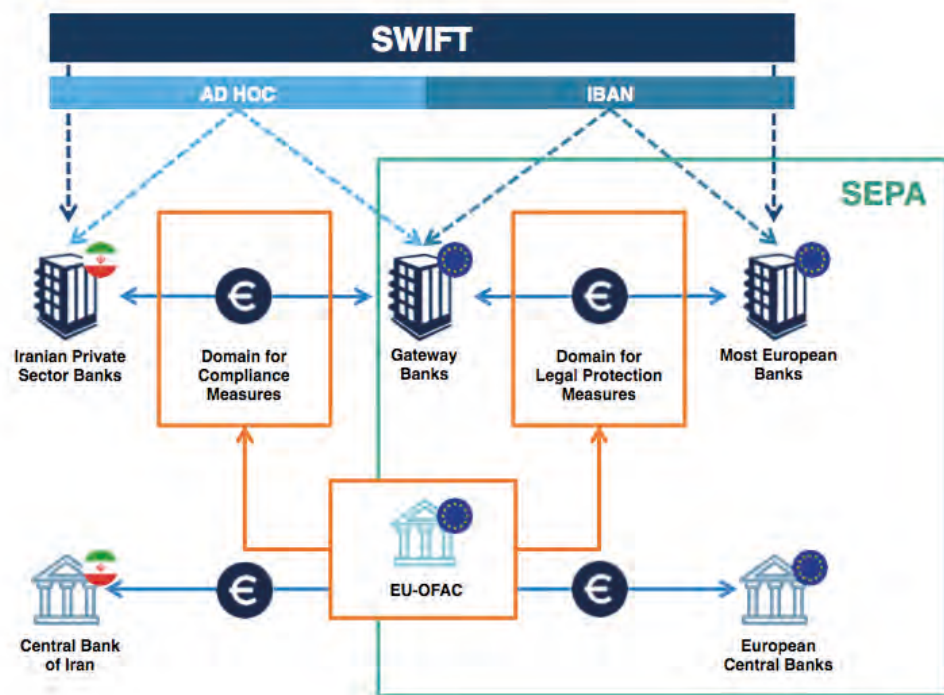 SWIFT
AD HOC
IBAN
SEPA
€
€
Iranian Private
Sector Banks
Domain for
Compliance
Measures
Gateway
Banks
Domain for
Legal Protection
Measures
Most European
Banks
€
€
EU-OFAC
Central Bank
of Iran
European
Central Banks